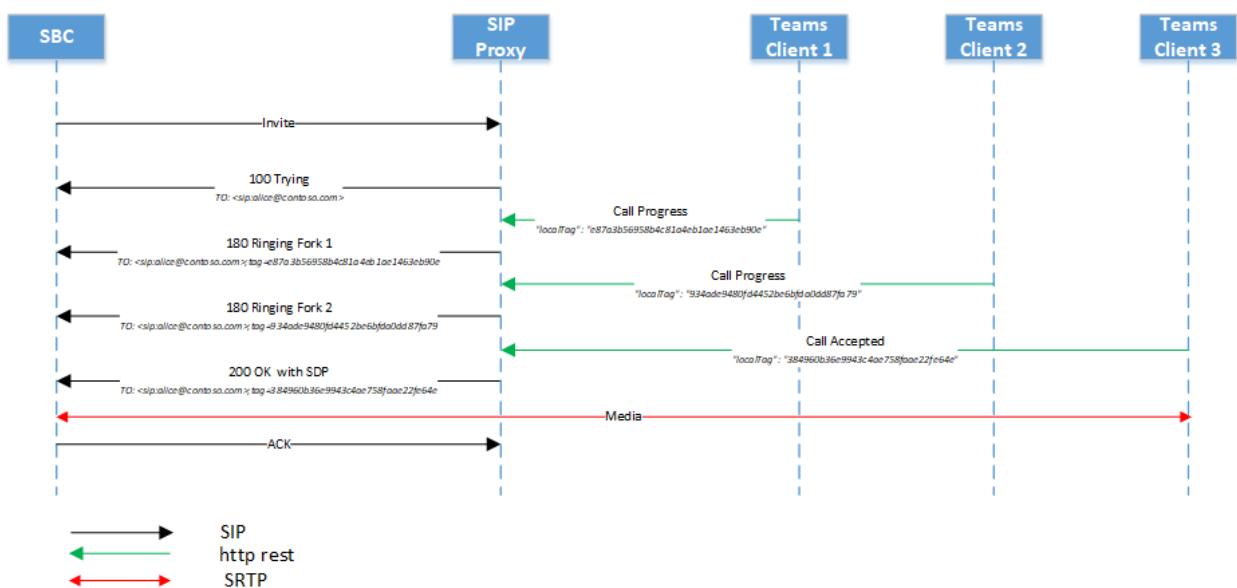 SBC
SIP
Proxy
Teams
Client 1
Teams
Client 2
Teams
Client 3
Invite
100 Trying
TO: <sip:alice@contoso.com>
Call Progress
"localTag" : "e87a3b56958b4c81a4eb1ae1463eb90e"
180 Ringing Fork 1
TO: <sip:alice@contoso.com>;tag=e87a3b56958b4c81a4eb1ae1463eb90e
Call Progress
"localTag" : "934ade9480fd4452be6bfda0dd87fa79"
180 Ringing Fork 2
TO: <sip:alice@contoso.com>;tag=934ade9480fd4452be6bfda0dd87fa79
Call Accepted
"localTag" : "384960b36e9943c4ae758faae22fe64e"
200 OK with SDP
TO: <sip:alice@contoso.com>;tag=384960b36e9943c4ae758faae22fe64e
Media
ACK
SIP
http rest
SRTP